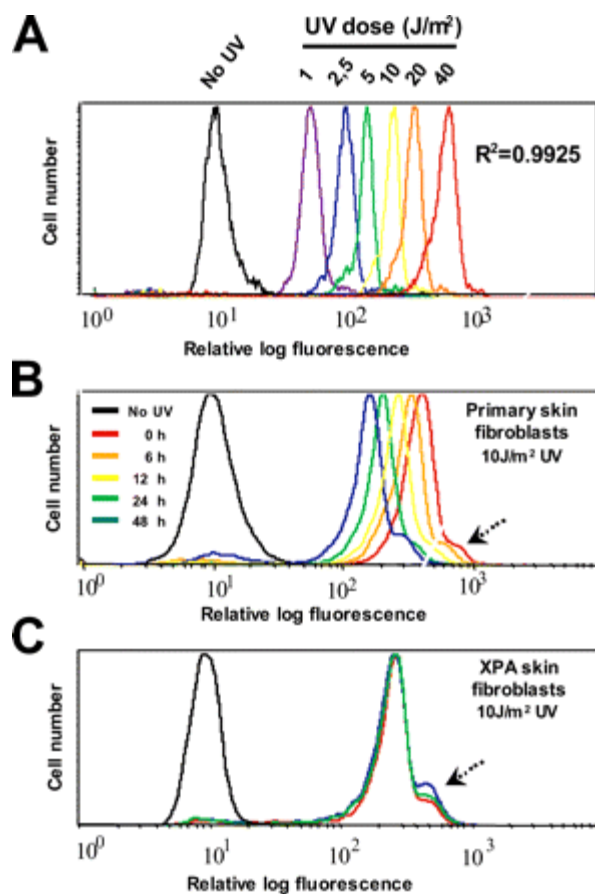 A
UV dose (J/m²)
No UV
1
2,5
5
10
20
40
Cell number
R²=0.9925
10⁰ 10¹ 10² 10³
Relative log fluorescence
B
No UV
0 h
6 h
12 h
24 h
48 h
Cell number
Primary skin
fibroblasts
10J/m² UV
10⁰ 10¹ 10² 10³
Relative log fluorescence
C
Cell number
XPA skin
fibroblasts
10J/m² UV
10⁰ 10¹ 10² 10³
Relative log fluorescence